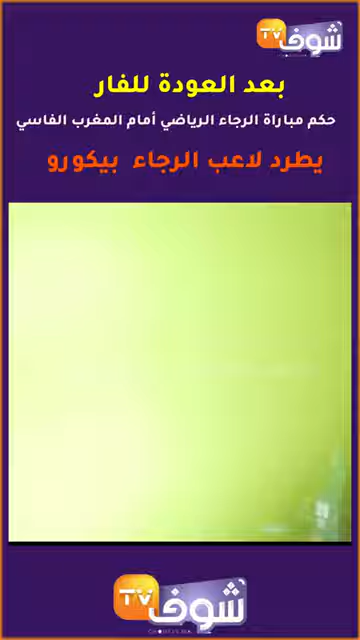 شوف TV
بعد العودة للفار
حكم مباراة الرجاء الرياضي أمام المغرب الفاسي
يطرد لاعب الرجاء بيكورو
شوف TV